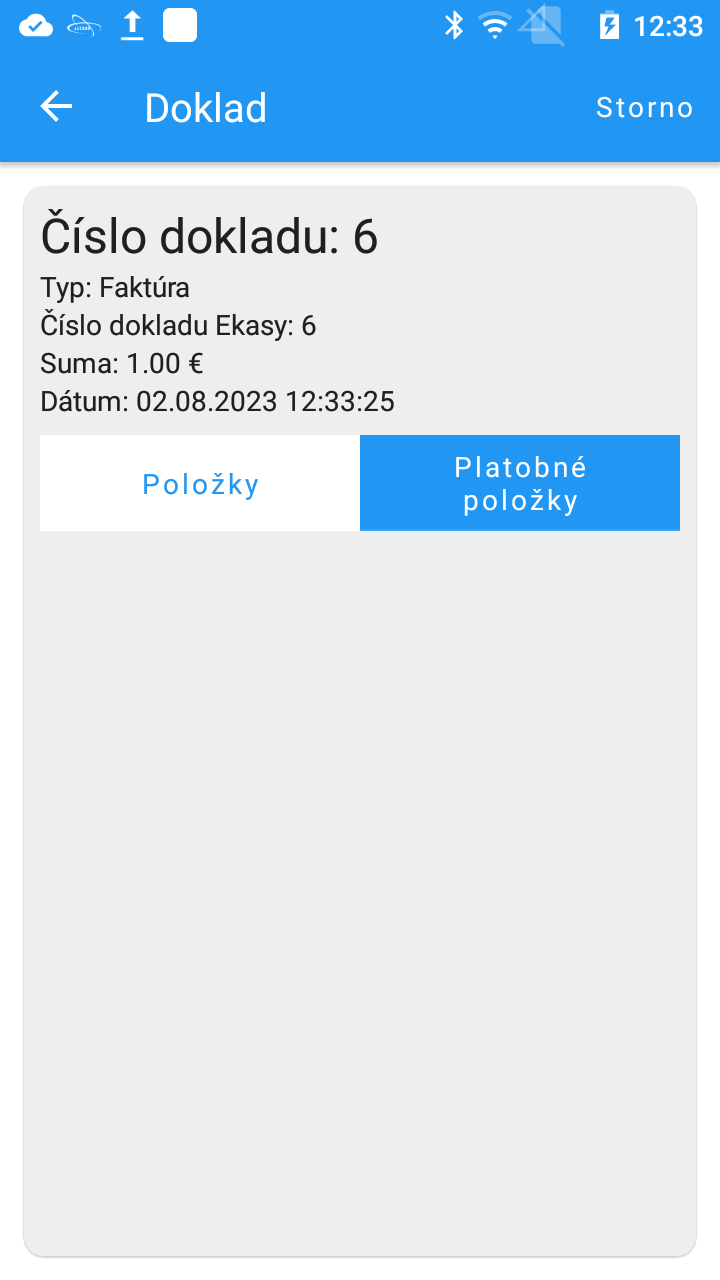 12:33
Doklad
Storno
Číslo dokladu: 6
Typ: Faktúra
Číslo dokladu Ekasy: 6
Suma: 1.00 €
Dátum: 02.08.2023 12:33:25
Položky
Platobné
položky